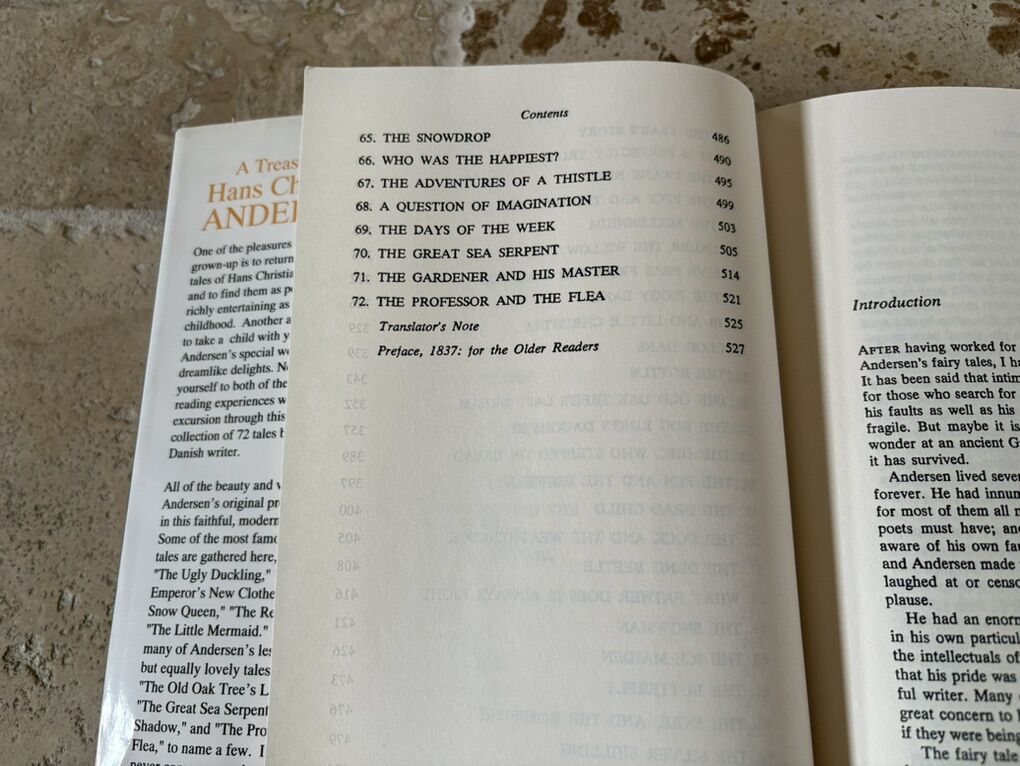 A Treas
Hans Ch
ANDE
One of the pleasures
grown-up is to return
tales of Hans Christia
and to find them as p
richly entertaining as
childhood. Another a
to take a child with y
Andersen's special w
dreamlike delights. N
yourself to both of the
reading experiences w
excursion through this
collection of 72 tales b
Danish writer.
All of the beauty and v
Andersen's original pr
in this faithful, modern
Some of the most famo
tales are gathered here,
"The Ugly Duckling,"
Emperor's New Clothe
Snow Queen," "The Re
"The Little Mermaid."
many of Andersen's les
but equally lovely tales
"The Old Oak Tree's L
"The Great Sea Serpent
Shadow," and "The Pro
Flea," to name a few. I
Contents
65. THE SNOWDROP 486
66. WHO WAS THE HAPPIEST? 490
67. THE ADVENTURES OF A THISTLE 495
68. A QUESTION OF IMAGINATION 499
69. THE DAYS OF THE WEEK 503
70. THE GREAT SEA SERPENT 505
71. THE GARDENER AND HIS MASTER 514
72. THE PROFESSOR AND THE FLEA 521
Translator's Note 525
Preface, 1837: for the Older Readers 527
Introduction
AFTER having worked for
Andersen's fairy tales, I ha
It has been said that intim
for those who search for
his faults as well as his
fragile. But maybe it is
wonder at an ancient G
it has survived.
Andersen lived seve
forever. He had innum
for most of them all n
poets must have; and
aware of his own fau
and Andersen made
laughed at or censo
plause.
He had an enorm
in his own particul
the intellectuals of
that his pride was
ful writer. Many
great concern to
if they were being
The fairy tale